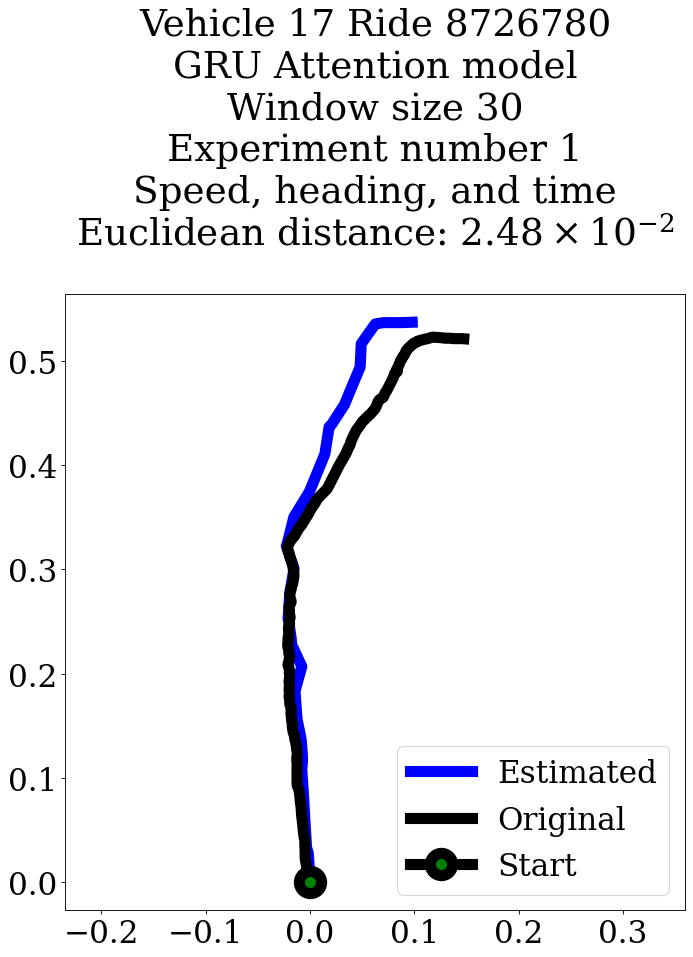 Vehicle 17 Ride 8726780
GRU Attention model
Window size 30
Experiment number 1
Speed, heading, and time
Euclidean distance: 2.48 × 10⁻²
0.5
0.4
0.3
0.2
0.1
0.0
Estimated
Original
Start
−0.2 −0.1 0.0 0.1 0.2 0.3